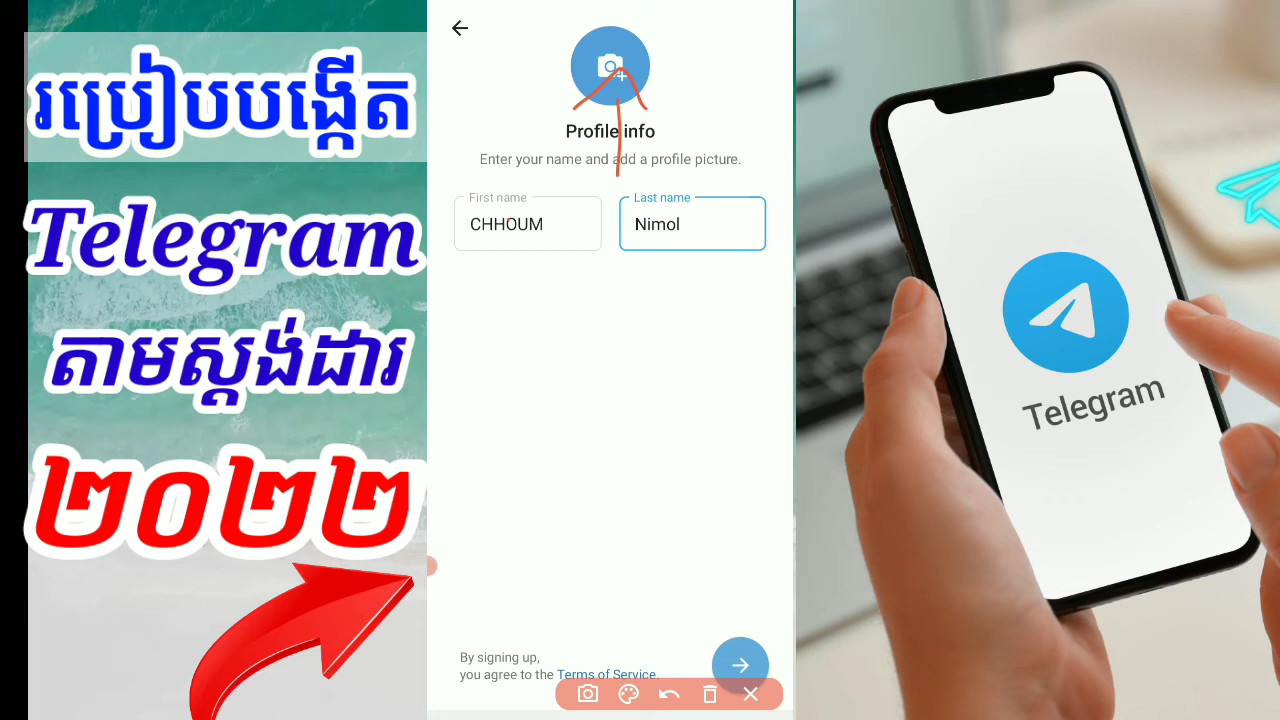 រប្រៀបបង្កើត
Telegram
តាមស្តង់ដារ
២០២២
Profile info
Enter your name and add a profile picture.
First name
CHHOUM
Last name
Nimol
By signing up,
you agree to the Terms of Service.
Telegram